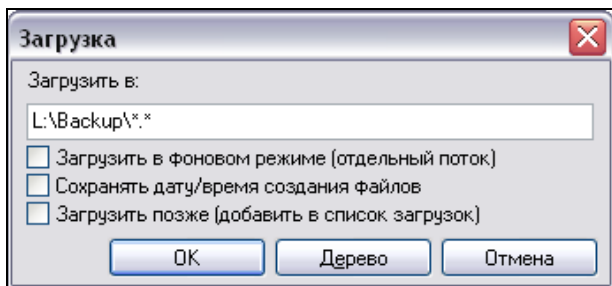 Загрузка
Загрузить в:
L:\Backup\*.*
Загрузить в фоновом режиме (отдельный поток)
Сохранять дату/время создания файлов
Загрузить позже (добавить в список загрузок)
OK Дерево Отмена